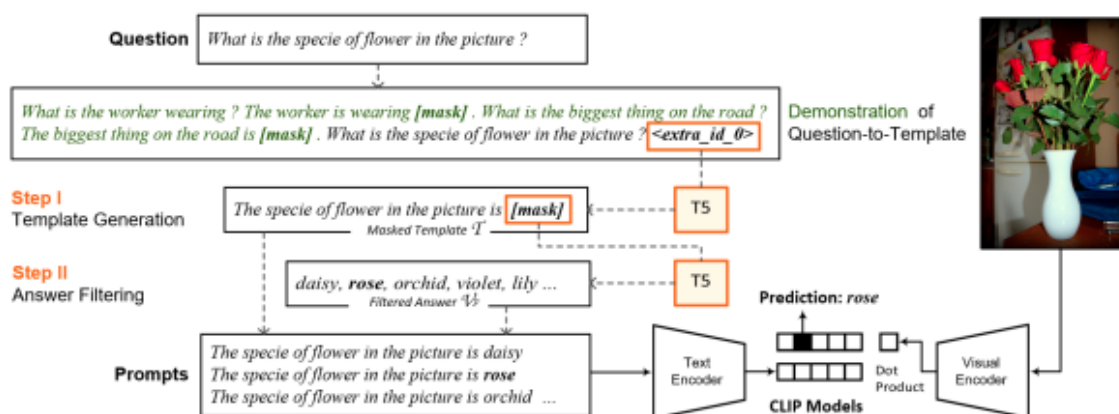 Question
What is the specie of flower in the picture ?
What is the worker wearing ? The worker is wearing [mask] . What is the biggest thing on the road ?
The biggest thing on the road is [mask] . What is the specie of flower in the picture ? <extra_id_0>
Demonstration of
Question-to-Template
Step I
Template Generation
The specie of flower in the picture is [mask]
Masked Template T
T5
Step II
Answer Filtering
daisy, rose, orchid, violet, lily ...
Filtered Answer V
T5
Prompts
The specie of flower in the picture is daisy
The specie of flower in the picture is rose
The specie of flower in the picture is orchid ...
Text
Encoder
Prediction: rose
Dot
Product
CLIP Models
Visual
Encoder